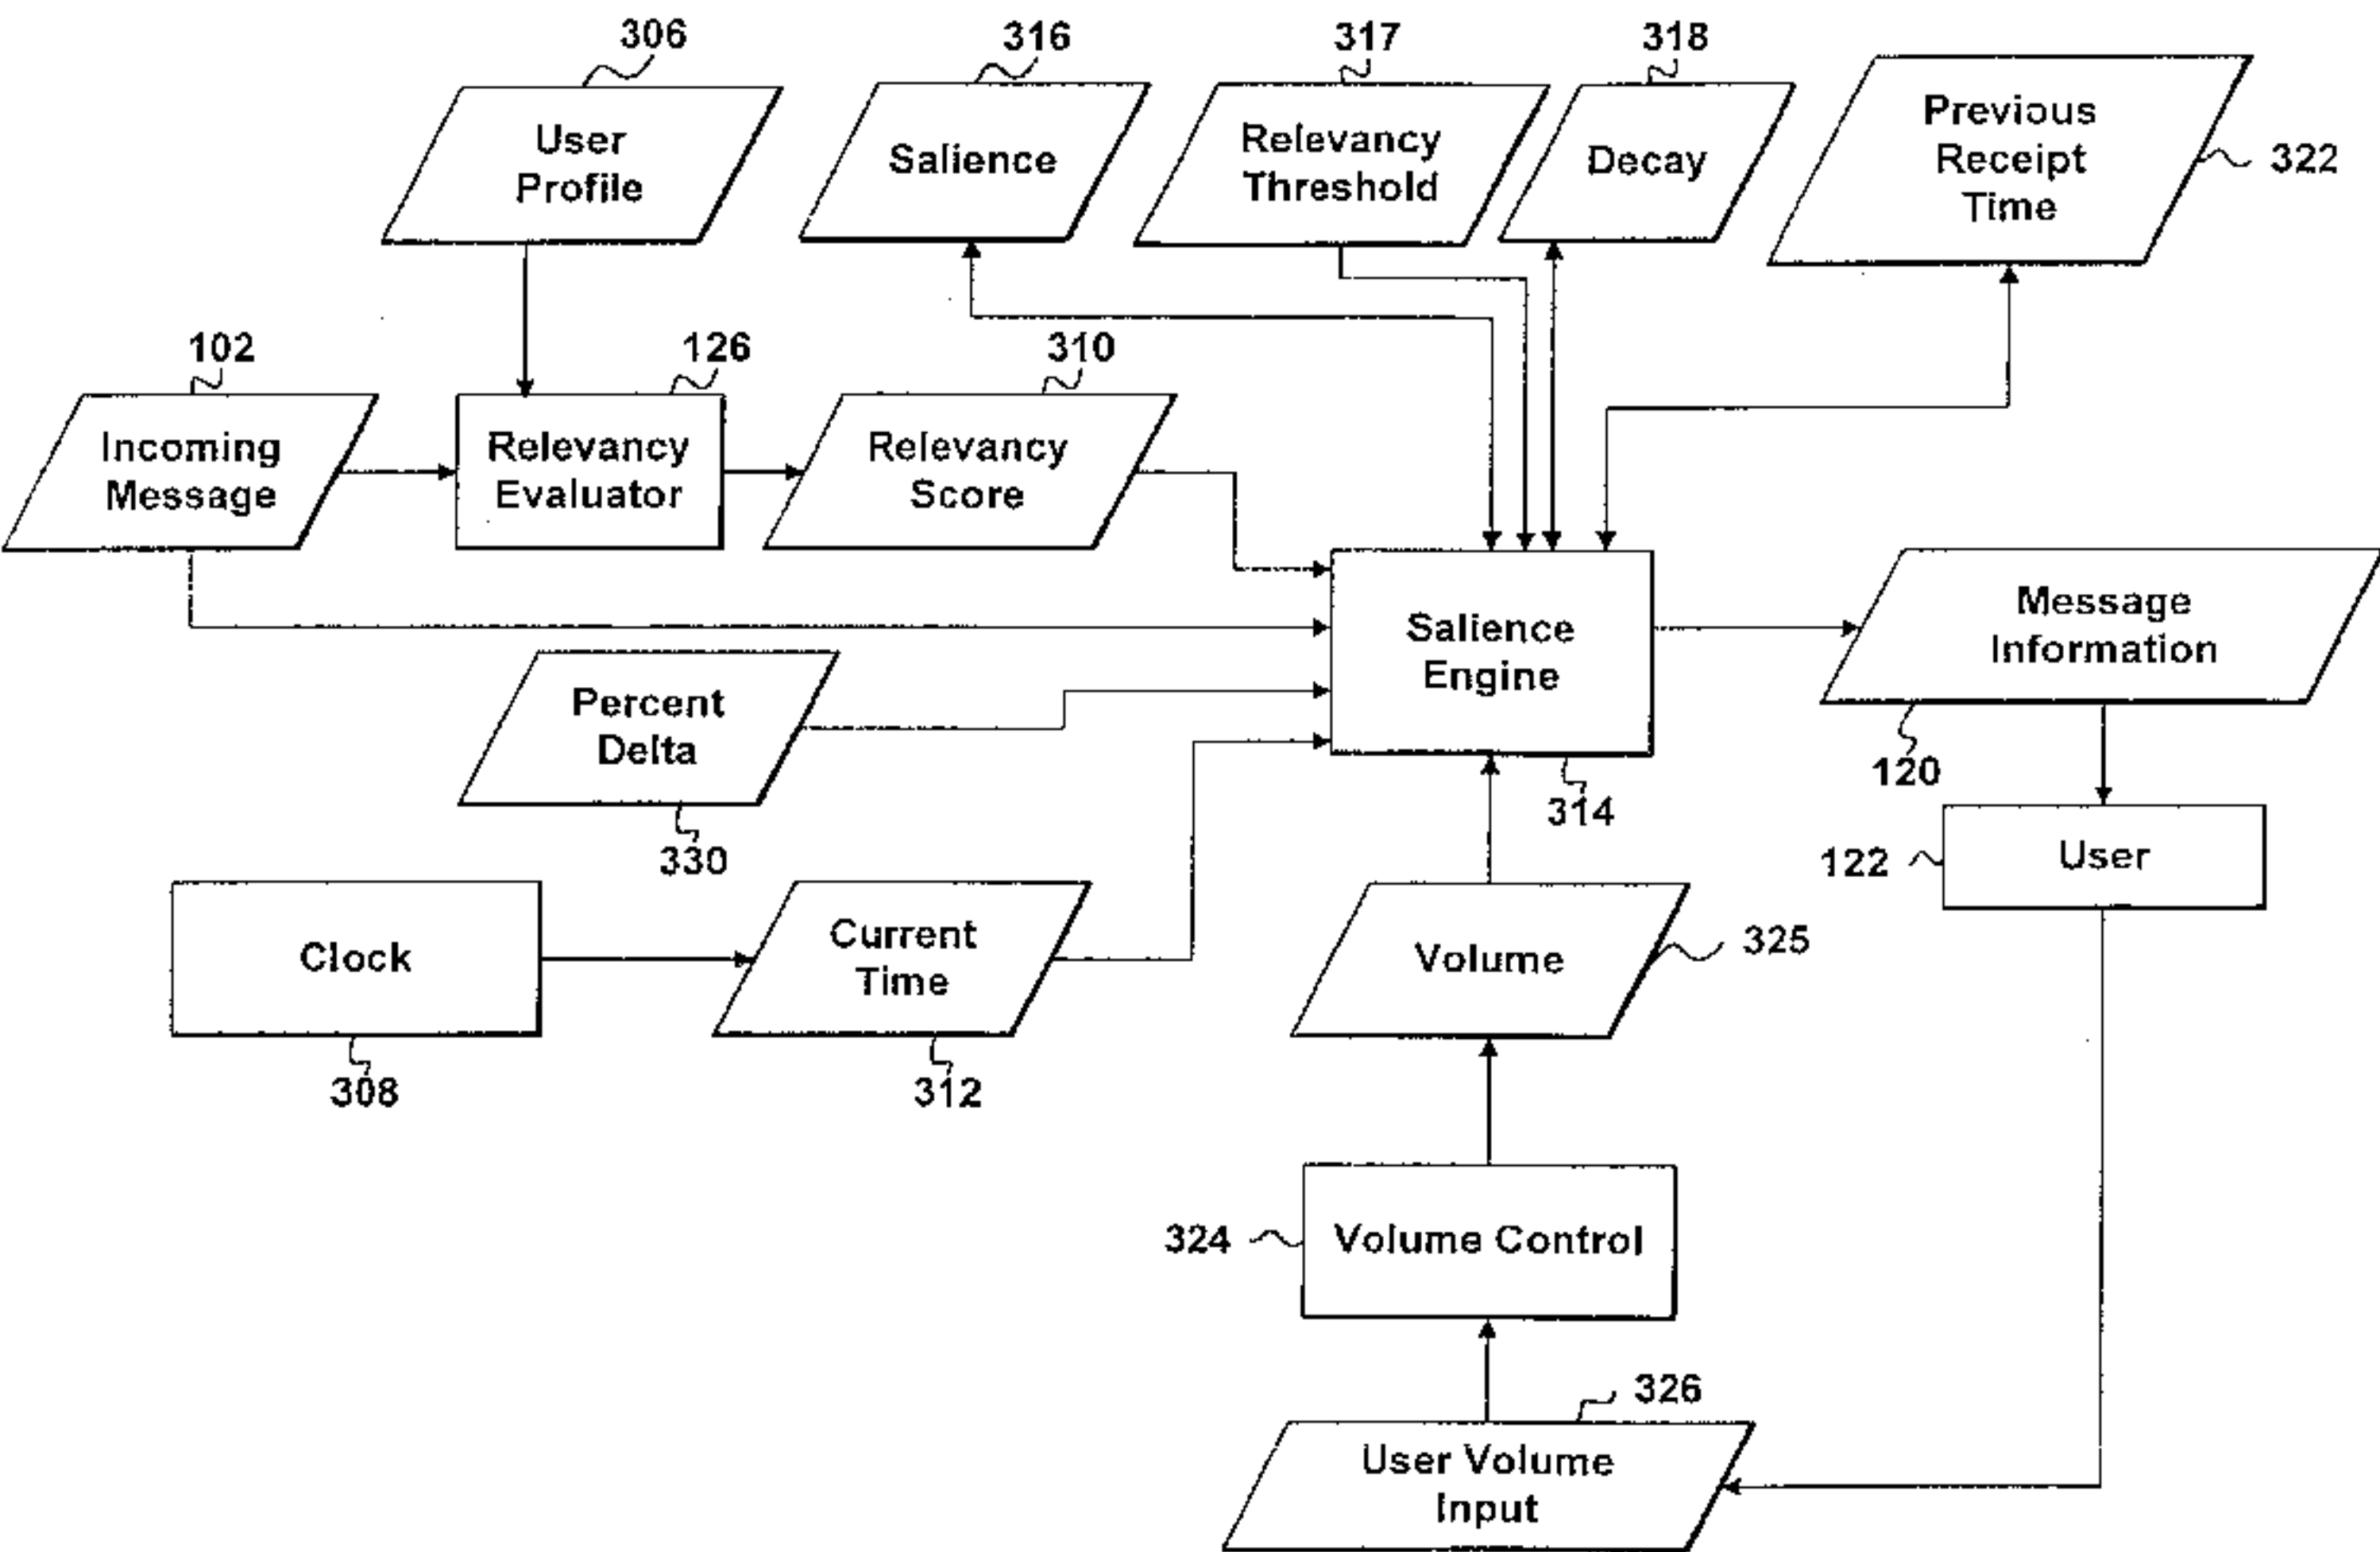 306
316
317
318
User
Profile
Salience
Relevancy
Threshold
Decay
Previous
Receipt
Time
322
102
126
310
Incoming
Message
Relevancy
Evaluator
Relevancy
Score
Salience
Engine
314
Message
Information
120
Percent
Delta
330
User
122
Clock
308
Current
Time
312
Volume
325
324
Volume Control
326
User Volume
Input